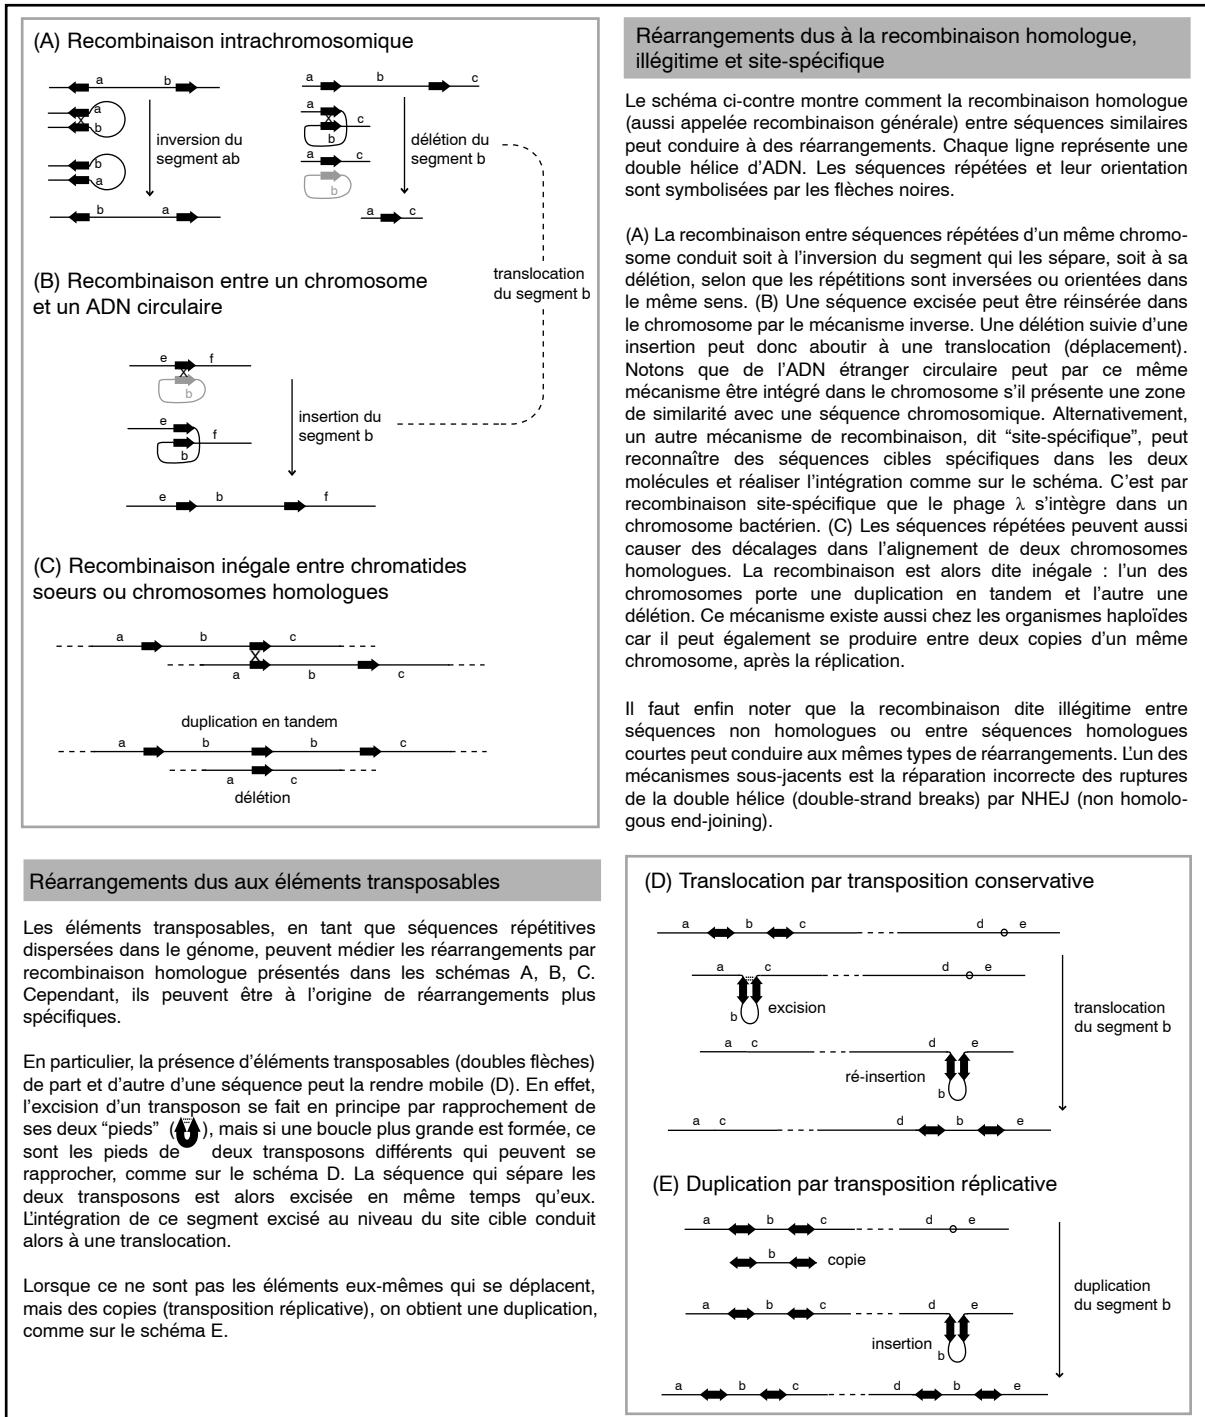 (A) Recombinaison intrachromosomique
a b
a
b
b
a
b a
inversion du
segment ab
a b c
a
c
b
a c
b
a c
délétion du
segment b
translocation
du segment b
(B) Recombinaison entre un chromosome
et un ADN circulaire
e f
b
e
f
b
e b f
insertion du
segment b
(C) Recombinaison inégale entre chromatides
soeurs ou chromosomes homologues
a b c
a b c
duplication en tandem
a b b c
a c
délétion
Réarrangements dus à la recombinaison homologue,
illégitime et site-spécifique
Le schéma ci-contre montre comment la recombinaison homologue
(aussi appelée recombinaison générale) entre séquences similaires
peut conduire à des réarrangements. Chaque ligne représente une
double hélice d'ADN. Les séquences répétées et leur orientation
sont symbolisées par les flèches noires.
(A) La recombinaison entre séquences répétées d'un même chromo-
some conduit soit à l'inversion du segment qui les sépare, soit à sa
délétion, selon que les répétitions sont inversées ou orientées dans
le même sens. (B) Une séquence excisée peut être réinsérée dans
le chromosome par le mécanisme inverse. Une délétion suivie d'une
insertion peut donc aboutir à une translocation (déplacement).
Notons que de l'ADN étranger circulaire peut par ce même
mécanisme être intégré dans le chromosome s'il présente une zone
de similarité avec une séquence chromosomique. Alternativement,
un autre mécanisme de recombinaison, dit “site-spécifique”, peut
reconnaître des séquences cibles spécifiques dans les deux
molécules et réaliser l'intégration comme sur le schéma. C'est par
recombinaison site-spécifique que le phage λ s'intègre dans un
chromosome bactérien. (C) Les séquences répétées peuvent aussi
causer des décalages dans l'alignement de deux chromosomes
homologues. La recombinaison est alors dite inégale : l'un des
chromosomes porte une duplication en tandem et l'autre une
délétion. Ce mécanisme existe aussi chez les organismes haploïdes
car il peut également se produire entre deux copies d'un même
chromosome, après la réplication.
Il faut enfin noter que la recombinaison dite illégitime entre
séquences non homologues ou entre séquences homologues
courtes peut conduire aux mêmes types de réarrangements. L'un des
mécanismes sous-jacents est la réparation incorrecte des ruptures
de la double hélice (double-strand breaks) par NHEJ (non homolo-
gous end-joining).
Réarrangements dus aux éléments transposables
Les éléments transposables, en tant que séquences répétitives
dispersées dans le génome, peuvent médier les réarrangements par
recombinaison homologue présentés dans les schémas A, B, C.
Cependant, ils peuvent être à l'origine de réarrangements plus
spécifiques.
En particulier, la présence d'éléments transposables (doubles flèches)
de part et d'autre d'une séquence peut la rendre mobile (D). En effet,
l'excision d'un transposon se fait en principe par rapprochement de
ses deux “pieds” ( ), mais si une boucle plus grande est formée, ce
sont les pieds de deux transposons différents qui peuvent se
rapprocher, comme sur le schéma D. La séquence qui sépare les
deux transposons est alors excisée en même temps qu'eux.
L'intégration de ce segment excisé au niveau du site cible conduit
alors à une translocation.
Lorsque ce ne sont pas les éléments eux-mêmes qui se déplacent,
mais des copies (transposition réplicative), on obtient une duplication,
comme sur le schéma E.
(D) Translocation par transposition conservative
a b c d e
a c d e
b excision
a c d e
ré-insertion b
a c d b e
translocation
du segment b
(E) Duplication par transposition réplicative
a b c d e
b copie
a b c d e
insertion b
a b c d b e
duplication
du segment b